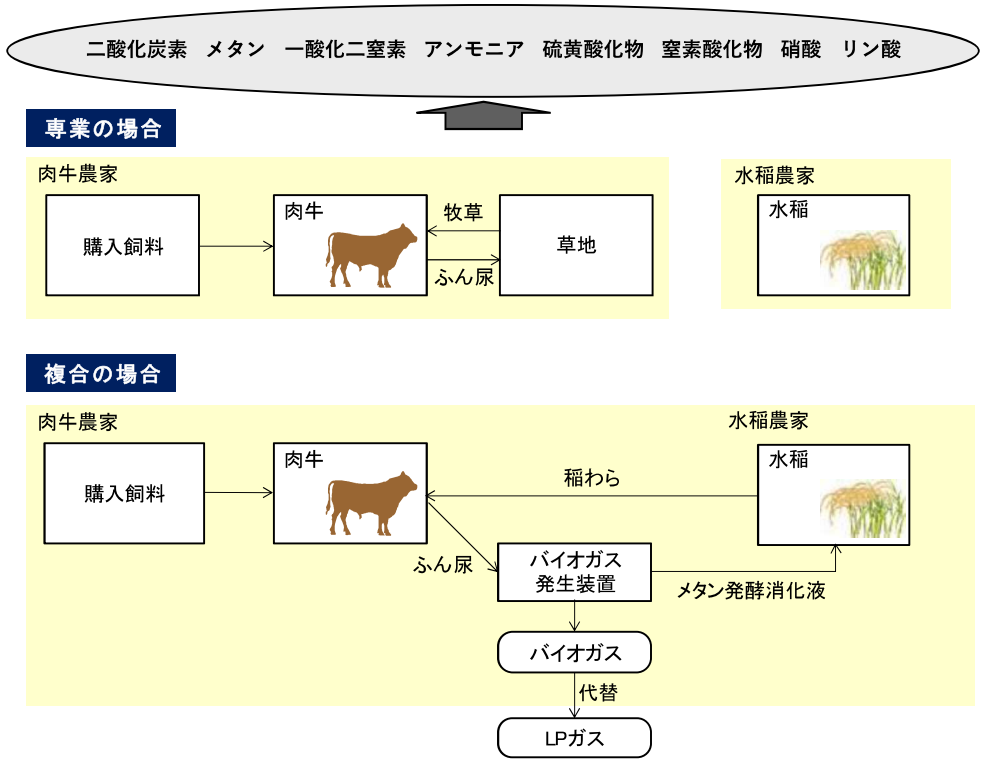 二酸化炭素 メタン 一酸化二窒素 アンモニア 硫黄酸化物 窒素酸化物 硝酸 リン酸
専業の場合
肉牛農家
水稲農家
購入飼料
肉牛
牧草
ふん尿
草地
水稲
複合の場合
肉牛農家
水稲農家
購入飼料
肉牛
稲わら
水稲
ふん尿
バイオガス
発生装置
メタン発酵消化液
バイオガス
代替
LPガス